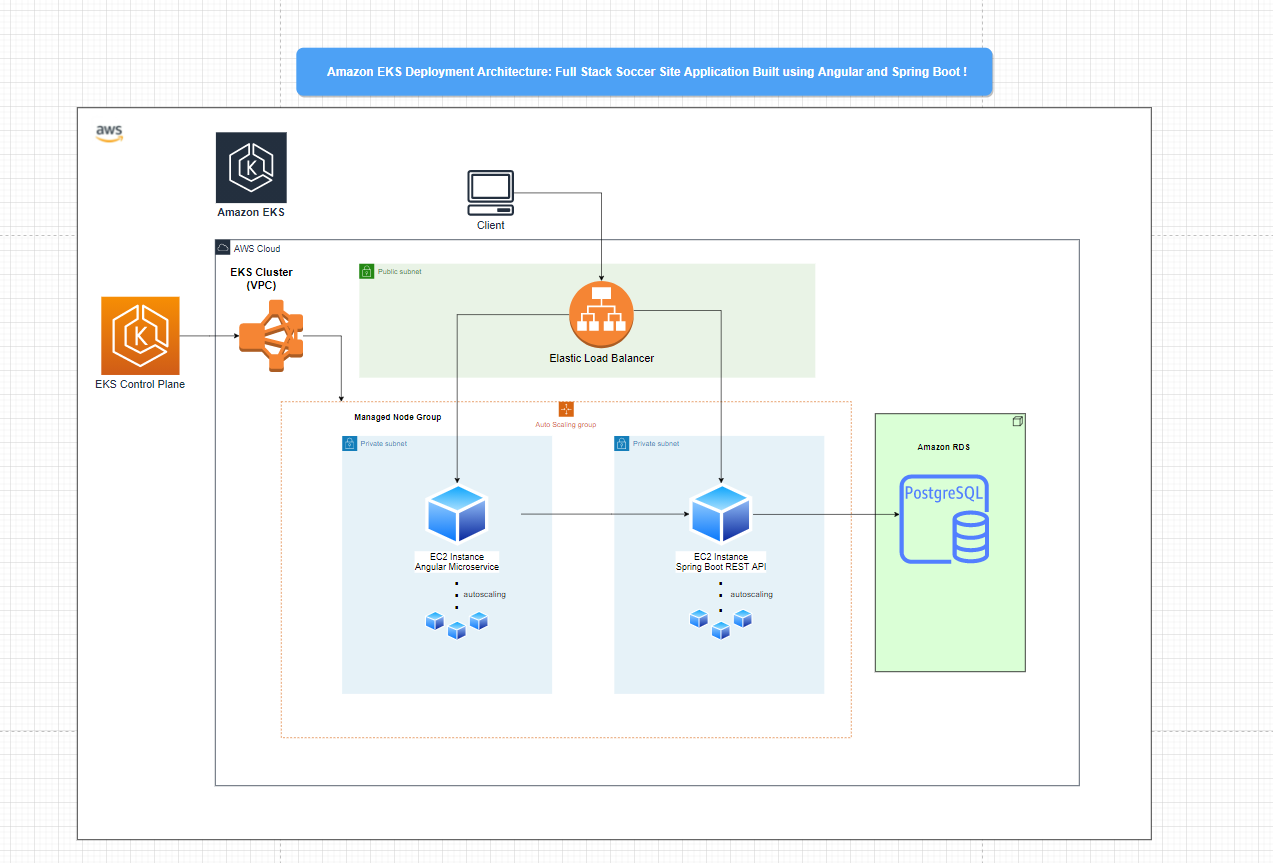 Amazon EKS Deployment Architecture: Full Stack Soccer Site Application Built using Angular and Spring Boot !
aws
K
Amazon EKS
Client
AWS Cloud
EKS Cluster
(VPC)
Public subnet
K
EKS Control Plane
Elastic Load Balancer
Managed Node Group
Auto Scaling group
Private subnet
Private subnet
Amazon RDS
PostgreSQL
EC2 Instance
Angular Microservice
EC2 Instance
Spring Boot REST API
autoscaling
autoscaling